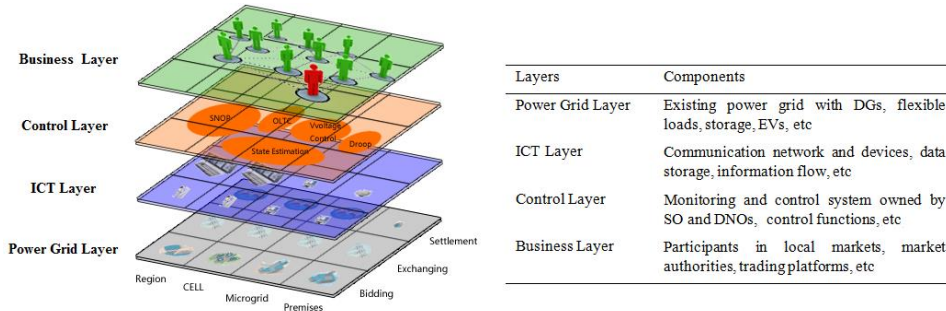 Business Layer
Control Layer
ICT Layer
Power Grid Layer
SNOP
OLTC
Vvoltage
Control
Droop
State Estimation
Region
CELL
Microgrid
Premises
Bidding
Exchanging
Settlement
Layers Components
Power Grid Layer Existing power grid with DGs, flexible
loads, storage, EVs, etc
ICT Layer Communication network and devices, data
storage, information flow, etc
Control Layer Monitoring and control system owned by
SO and DNOs, control functions, etc
Business Layer Participants in local markets, market
authorities, trading platforms, etc